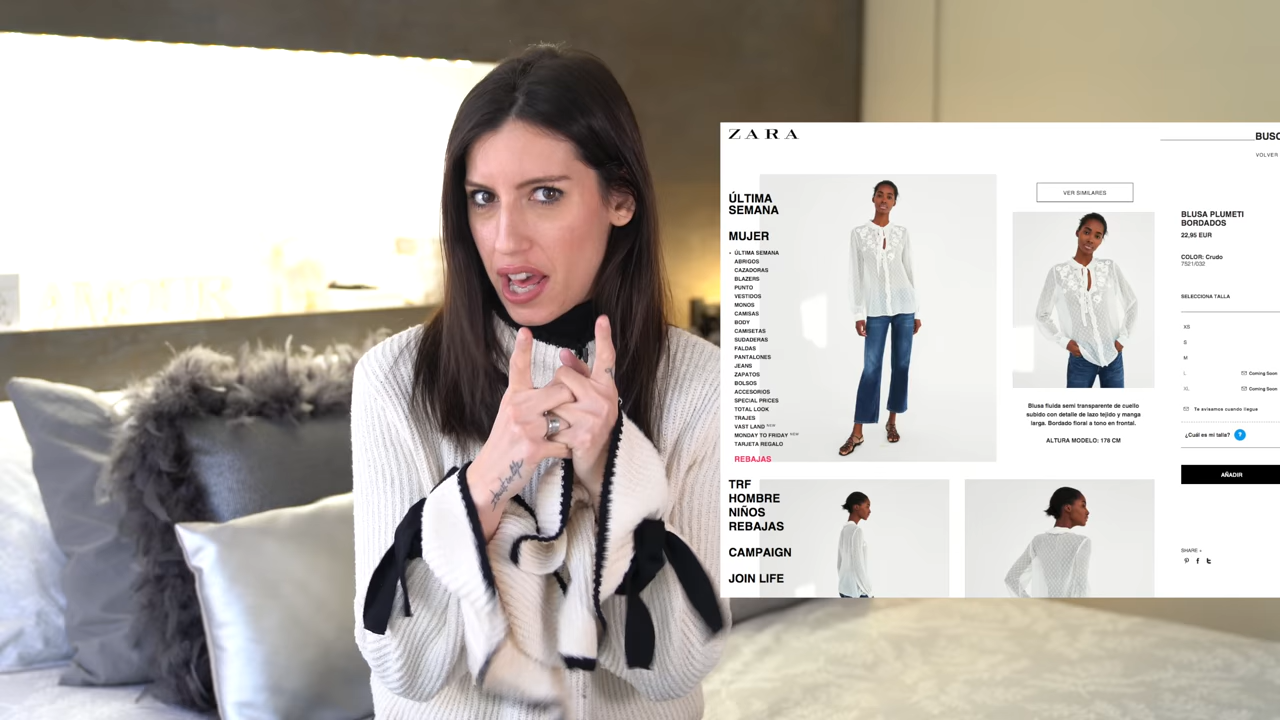 ZARA
BUSC
VOLVER
ÚLTIMA
SEMANA
MUJER
ÚLTIMA SEMANA
ABRIGOS
CAZADORAS
BLAZERS
PUNTO
VESTIDOS
MONOS
CAMISAS
BODY
CAMISETAS
SUDADERAS
FALDAS
PANTALONES
JEANS
ZAPATOS
BOLSOS
ACCESORIOS
SPECIAL PRICES
TOTAL LOOK
TRAJES
VAST LAND NEW
MONDAY TO FRIDAY NEW
TARJETA REGALO
REBAJAS
TRF
HOMBRE
NIÑOS
REBAJAS
CAMPAIGN
JOIN LIFE
VER SIMILARES
Blusa fluida semi transparente de cuello
subido con detalle de lazo tejido y manga
larga. Bordado floral a tono en frontal.
ALTURA MODELO: 178 CM
BLUSA PLUMETI
BORDADOS
22,95 EUR
COLOR: Crudo
7521/032
SELECCIONA TALLA
XS
S
M
L Coming Soon
XL Coming Soon
Te avisamos cuando llegue
¿Cuál es mi talla? ?
AÑADIR
SHARE +